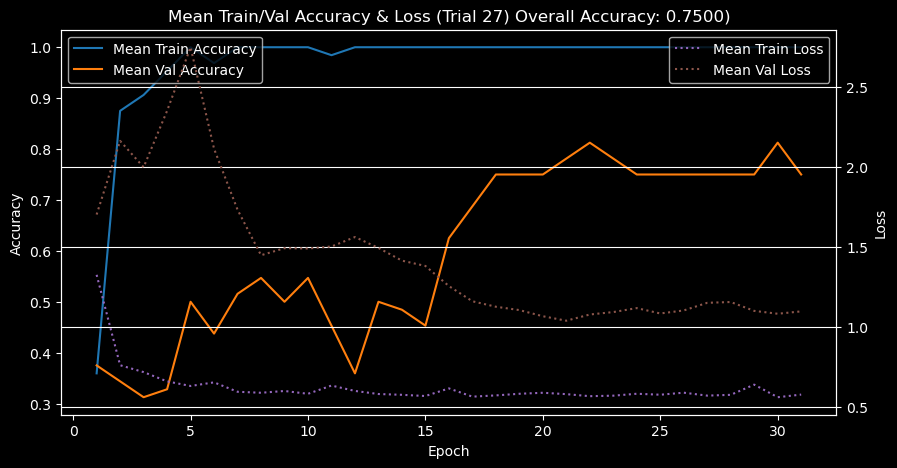 Mean Train/Val Accuracy & Loss (Trial 27) Overall Accuracy: 0.7500)
Mean Train Accuracy
Mean Val Accuracy
Mean Train Loss
Mean Val Loss
Accuracy
1.0
0.9
0.8
0.7
0.6
0.5
0.4
0.3
2.5
2.0
1.5
1.0
0.5
Loss
0 5 10 15 20 25 30
Epoch